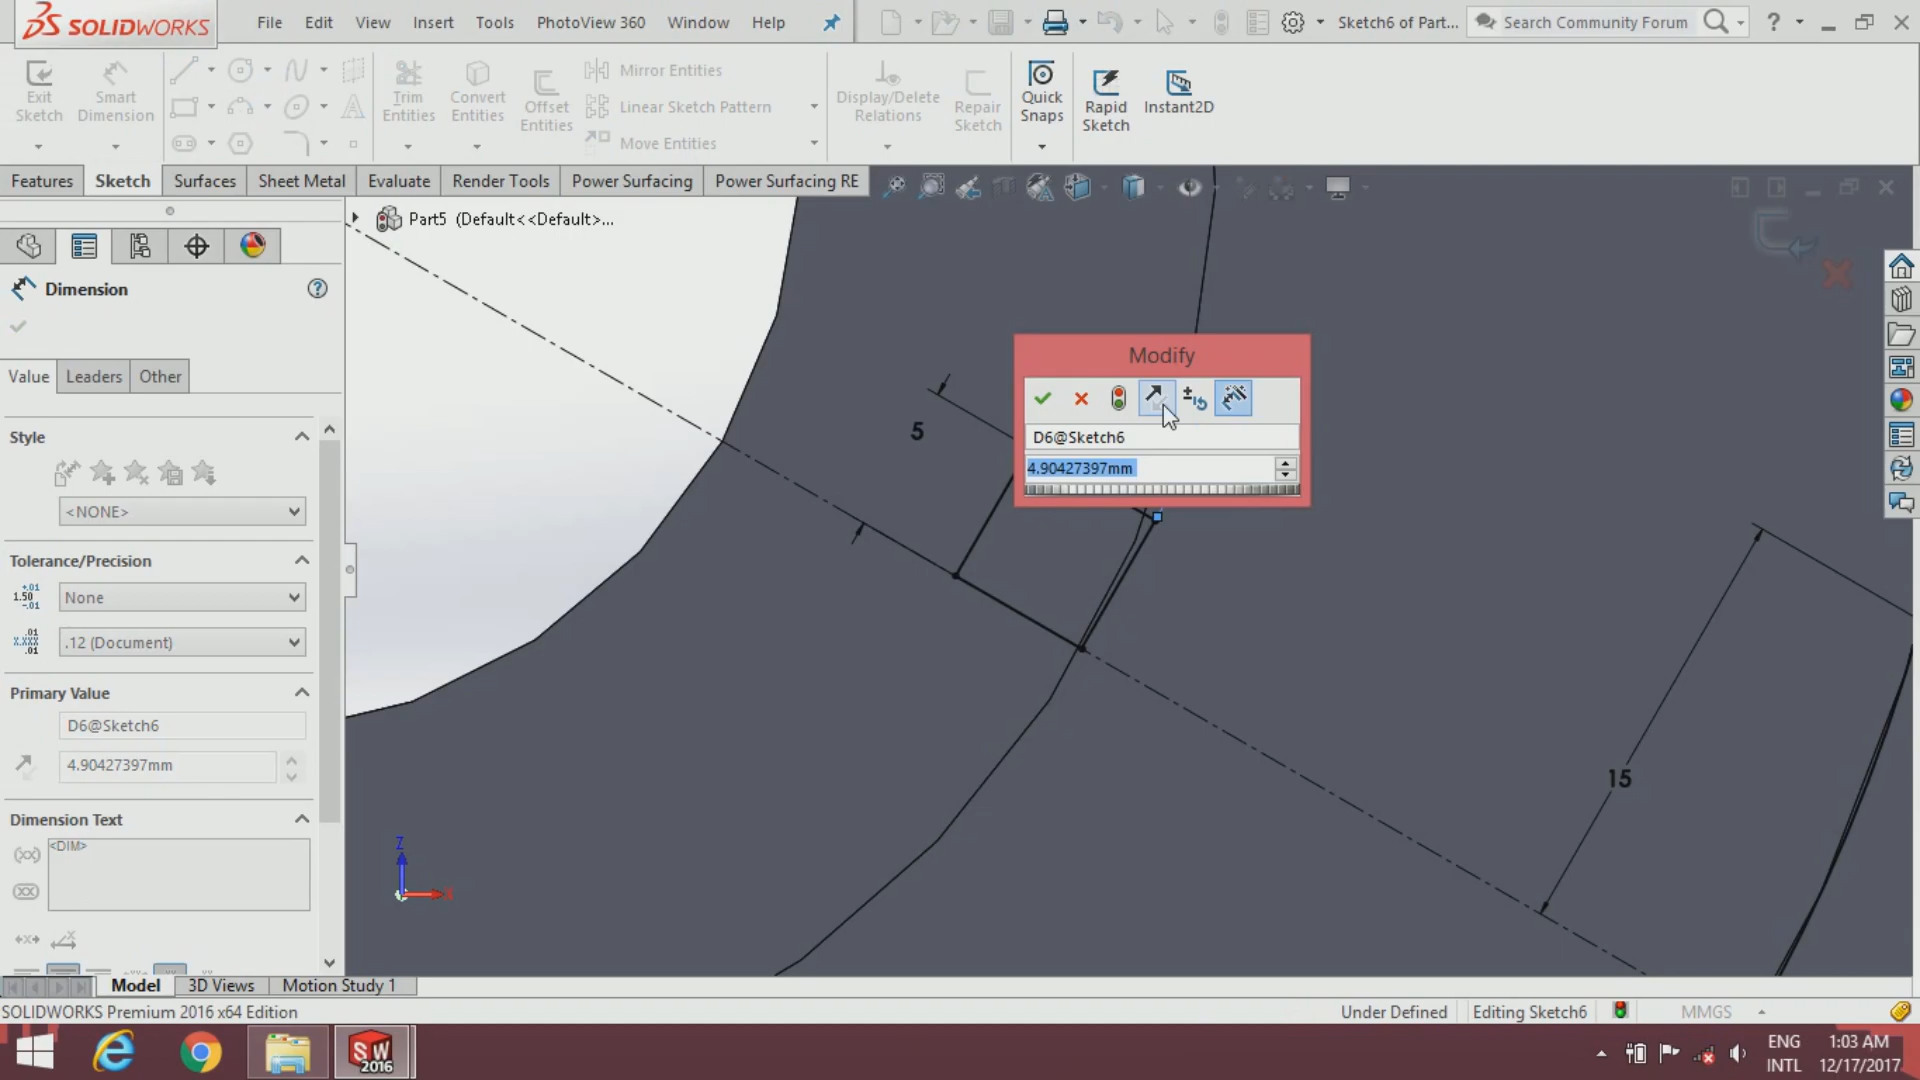 SOLIDWORKS
File Edit View Insert Tools PhotoView 360 Window Help
Sketch6 of Part...
Search Community Forum
Exit Sketch
Smart Dimension
Trim Entities
Convert Entities
Offset Entities
Mirror Entities
Linear Sketch Pattern
Move Entities
Display/Delete Relations
Repair Sketch
Quick Snaps
Rapid Sketch
Instant2D
Features Sketch Surfaces Sheet Metal Evaluate Render Tools Power Surfacing Power Surfacing RE
Part5 (Default<<Default>...
Dimension
Value Leaders Other
Style
<NONE>
Tolerance/Precision
None
.12 (Document)
Primary Value
D6@Sketch6
4.90427397mm
Dimension Text
<DIM>
Modify
D6@Sketch6
4.90427397mm
5
15
Z
X
Model 3D Views Motion Study 1
SOLIDWORKS Premium 2016 x64 Edition
Under Defined Editing Sketch6 MMGS
SW 2016
ENG 1:03 AM
INTL 12/17/2017